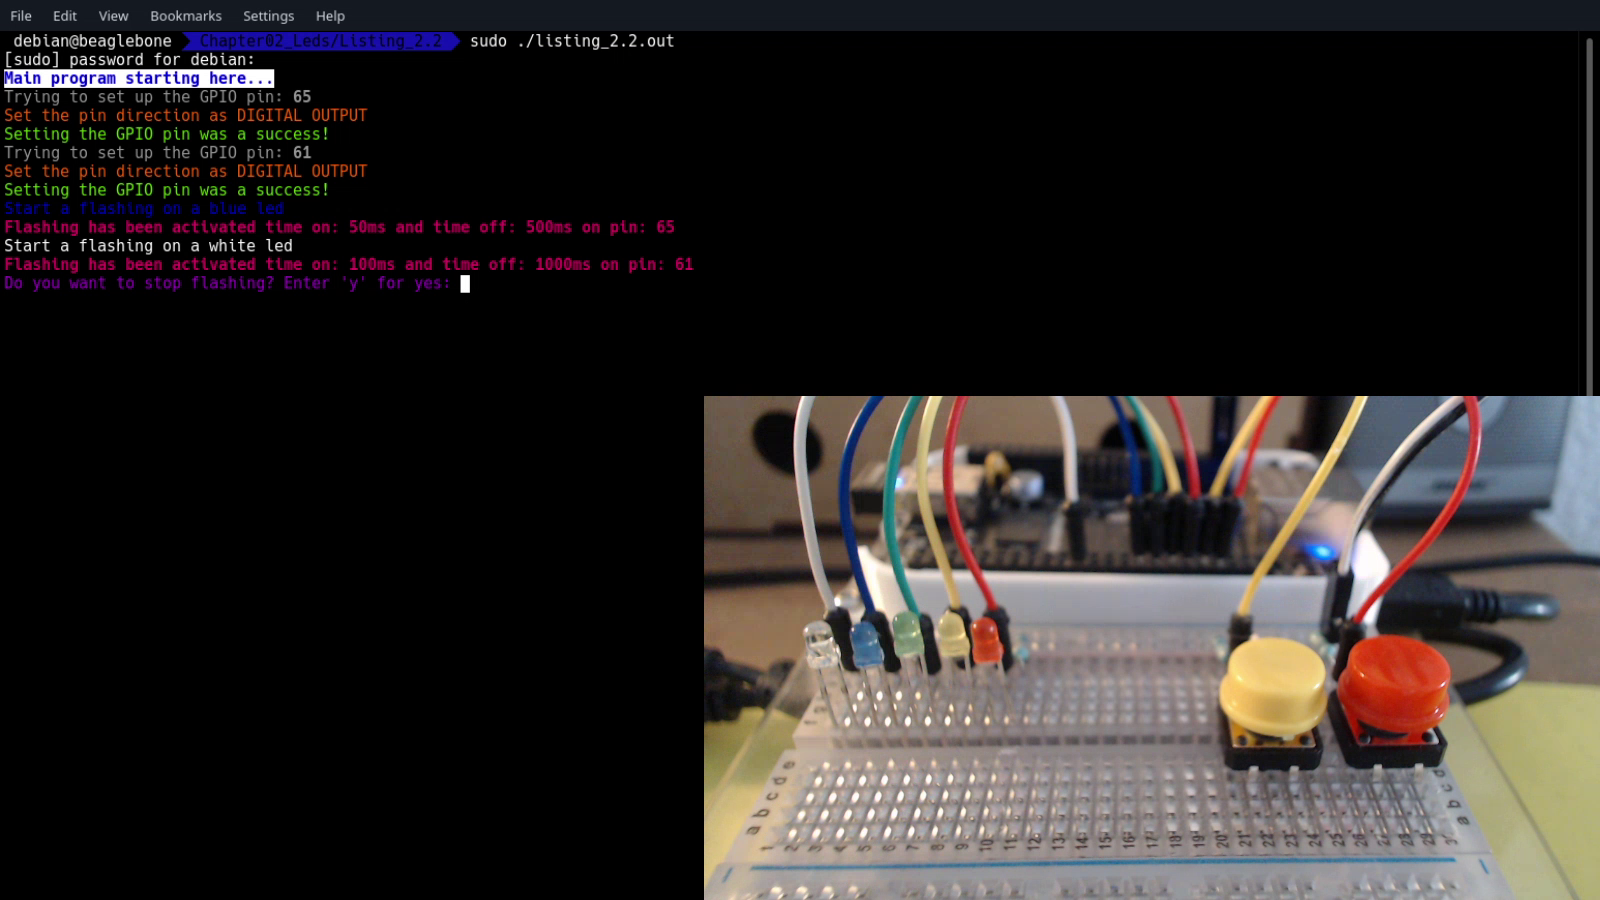 File Edit View Bookmarks Settings Help
debian@beaglebone Chapter02_Leds/Listing_2.2 sudo ./listing_2.2.out
[sudo] password for debian:
Main program starting here...
Trying to set up the GPIO pin: 65
Set the pin direction as DIGITAL OUTPUT
Setting the GPIO pin was a success!
Trying to set up the GPIO pin: 61
Set the pin direction as DIGITAL OUTPUT
Setting the GPIO pin was a success!
Start a flashing on a blue led
Flashing has been activated time on: 50ms and time off: 500ms on pin: 65
Start a flashing on a white led
Flashing has been activated time on: 100ms and time off: 1000ms on pin: 61
Do you want to stop flashing? Enter 'y' for yes:
a b c d e
a b c d
1 2 3 4 5 6 7 8 9 10 11 12 13 14 15 16 17 18 19 20 21 22 23 24 25 26